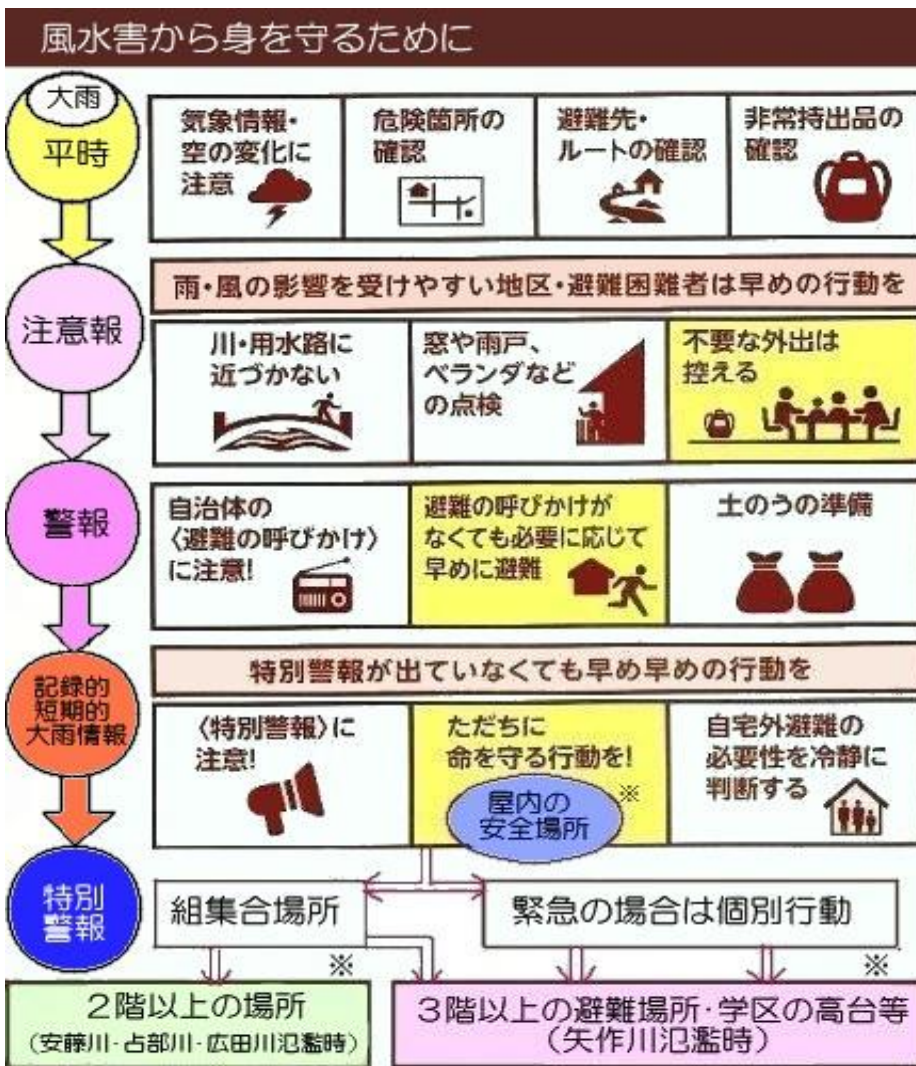 風水害から身を守るために
大雨
平時
気象情報・
空の変化に
注意
危険箇所の
確認
避難先・
ルートの確認
非常持出品の
確認
雨・風の影響を受けやすい地区・避難困難者は早めの行動を
注意報
川・用水路に
近づかない
窓や雨戸、
ベランダなど
の点検
不要な外出は
控える
警報
自治体の
〈避難の呼びかけ〉
に注意!
避難の呼びかけが
なくても必要に応じて
早めに避難
土のうの準備
特別警報が出ていなくても早め早めの行動を
記録的
短期的
大雨情報
〈特別警報〉に
注意!
ただちに
命を守る行動を!
※
屋内の
安全場所
自宅外避難の
必要性を冷静に
判断する
特別
警報
組集合場所
緊急の場合は個別行動
※
※
2階以上の場所
(安藤川・占部川・広田川氾濫時)
3階以上の避難場所・学区の高台等
(矢作川氾濫時)